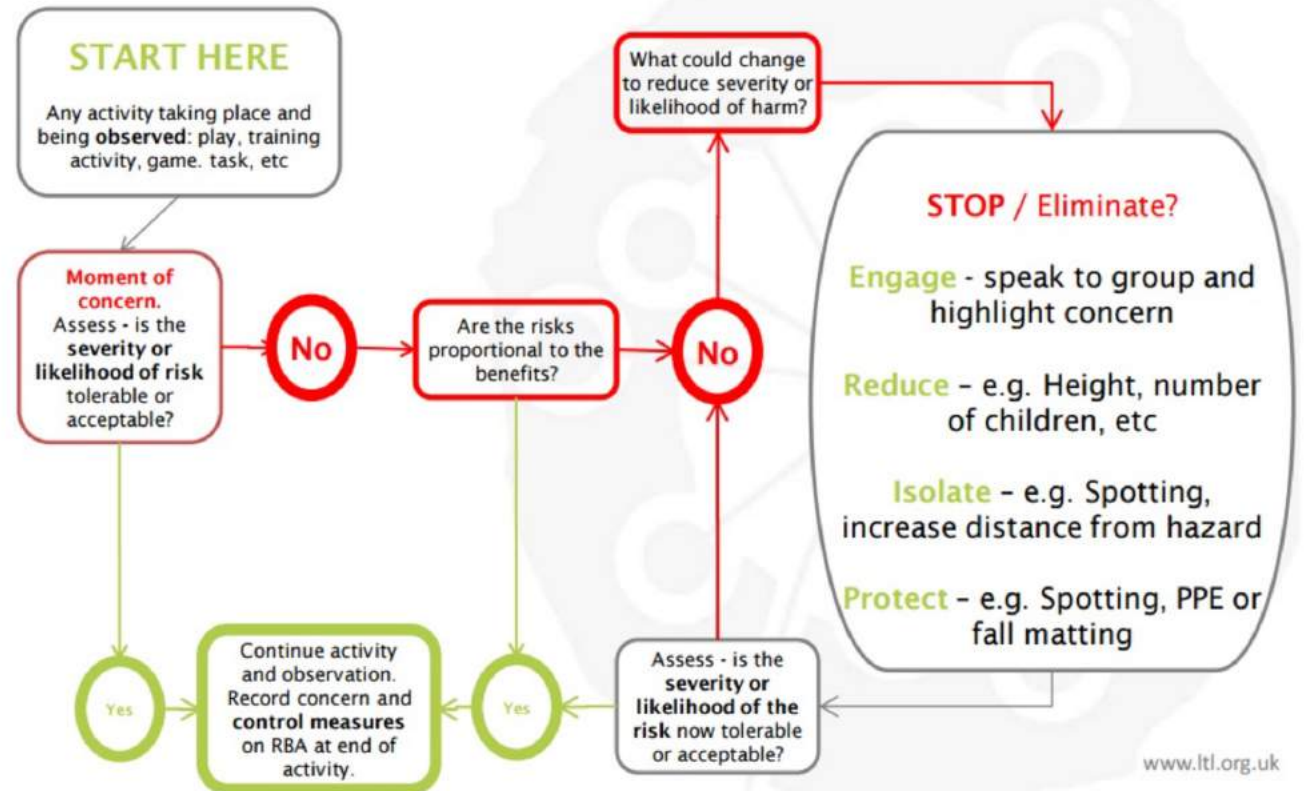 START HERE
Any activity taking place and
being observed: play, training
activity, game. task, etc
Moment of
concern.
Assess - is the
severity or
likelihood of risk
tolerable or
acceptable?
No
Are the risks
proportional to the
benefits?
No
What could change
to reduce severity or
likelihood of harm?
STOP / Eliminate?
Engage - speak to group and
highlight concern
Reduce – e.g. Height, number
of children, etc
Isolate – e.g. Spotting,
increase distance from hazard
Protect – e.g. Spotting, PPE or
fall matting
Assess - is the
severity or
likelihood of the
risk now tolerable
or acceptable?
Yes
Continue activity
and observation.
Record concern and
control measures
on RBA at end of
activity.
Yes
www.ltl.org.uk